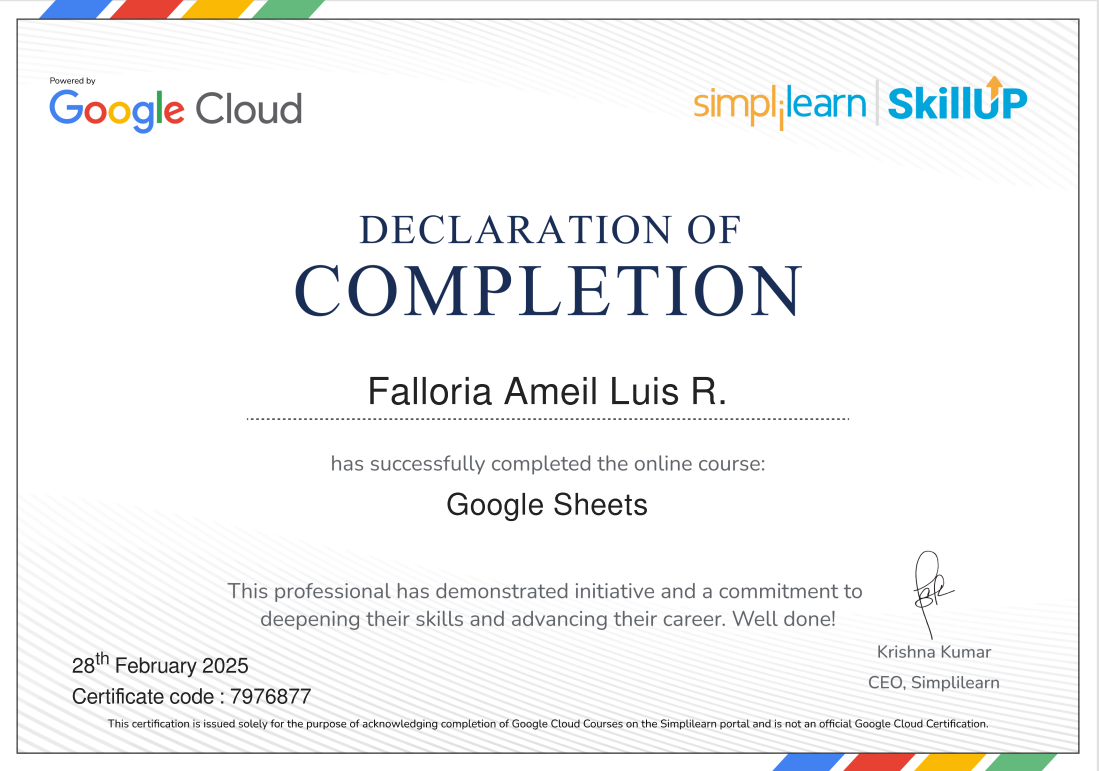 Powered by
Google Cloud
simplilearn | SkillUP
DECLARATION OF
COMPLETION
Falloria Ameil Luis R.
has successfully completed the online course:
Google Sheets
This professional has demonstrated initiative and a commitment to
deepening their skills and advancing their career. Well done!
Krishna Kumar
CEO, Simplilearn
28th February 2025
Certificate code : 7976877
This certification is issued solely for the purpose of acknowledging completion of Google Cloud Courses on the Simplilearn portal and is not an official Google Cloud Certification.